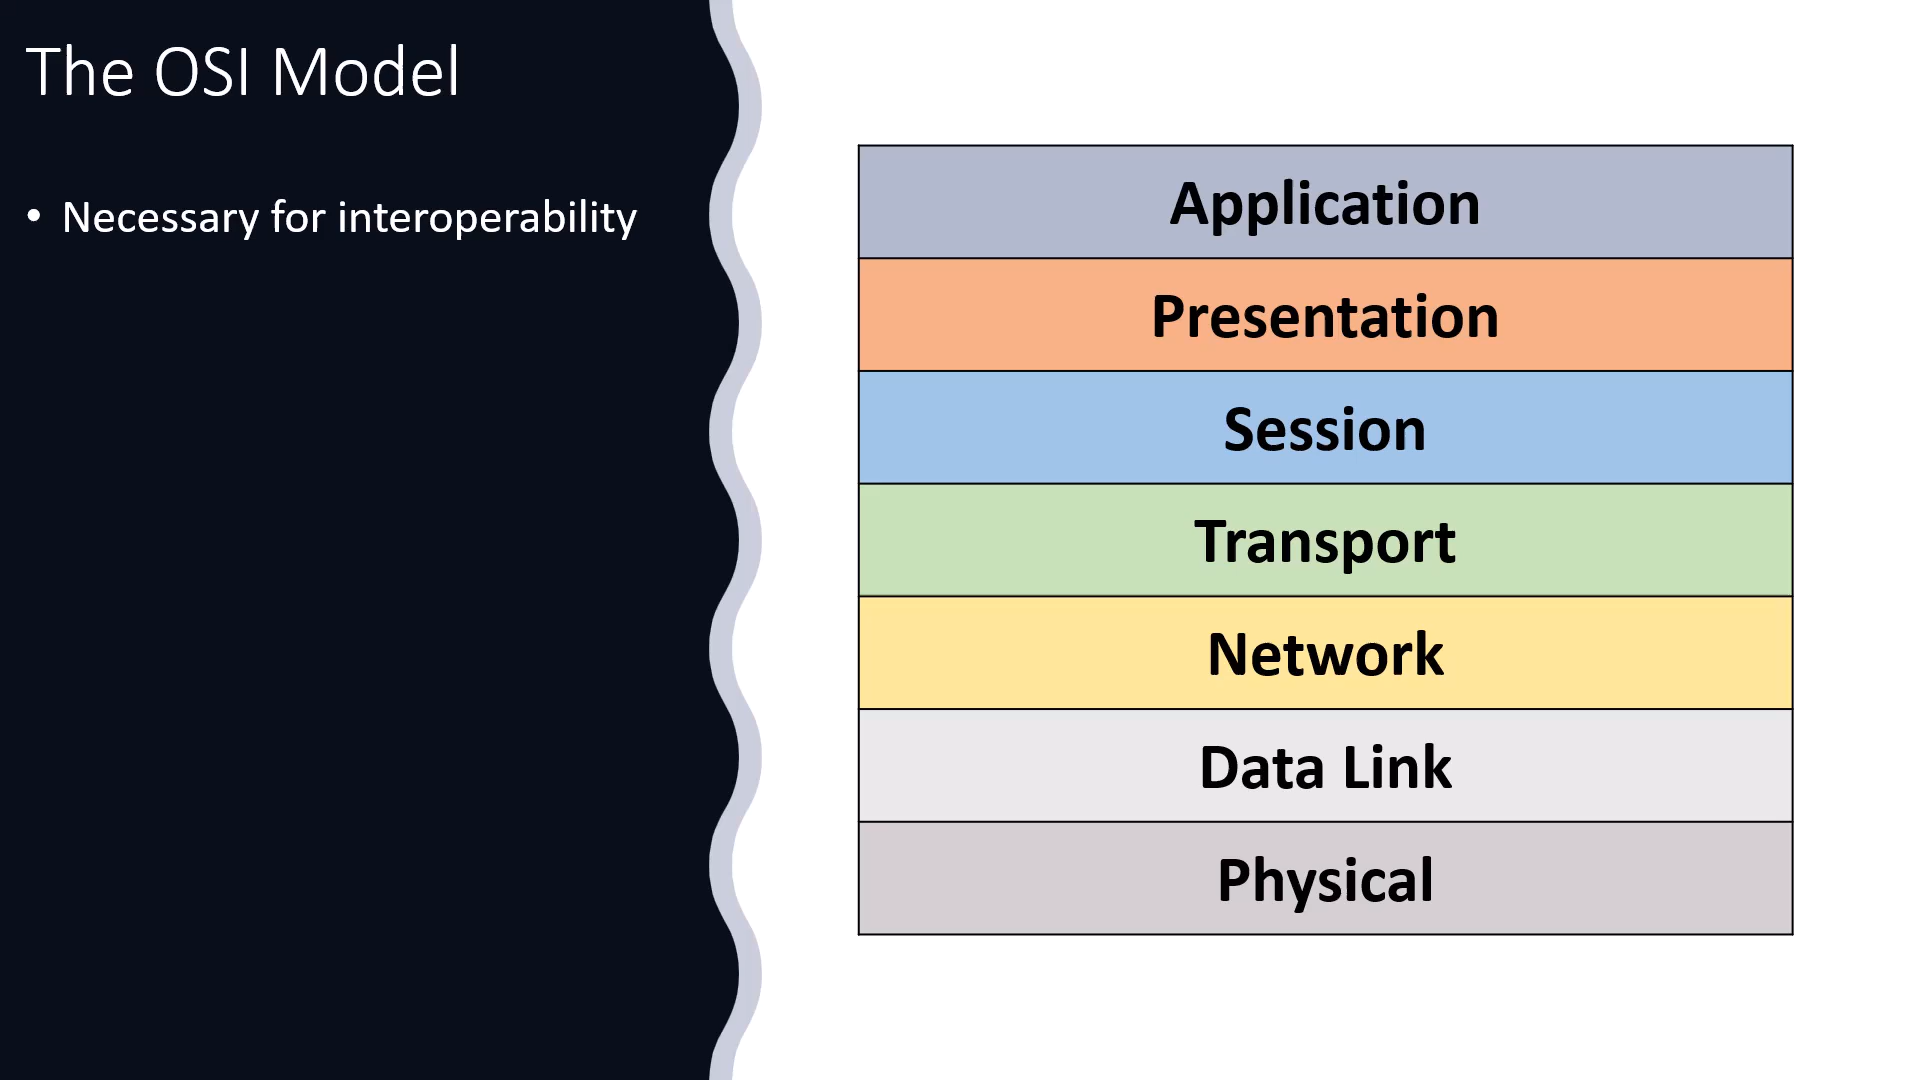 The OSI Model
• Necessary for interoperability
Application
Presentation
Session
Transport
Network
Data Link
Physical